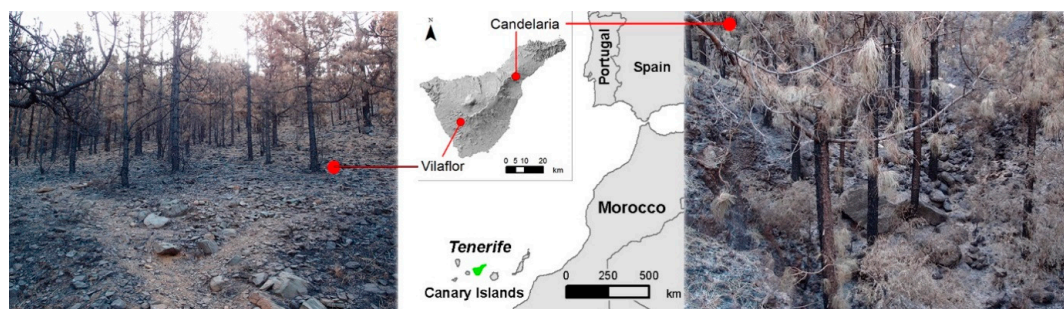 Candelaria
N
Vilaflor
0 5 10 20
km
Portugal
Spain
Morocco
Tenerife
Canary Islands
0 250 500
km